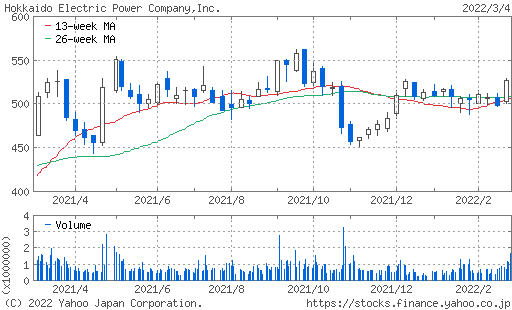 Hokkaido Electric Power Company,Inc. 2022/3/4
600
13-week MA
26-week MA
550
500
450
400
2021/4 2021/6 2021/8 2021/10 2021/12 2022/2
4
Volume
3
2
1
0
(x1000000)
2021/4 2021/6 2021/8 2021/10 2021/12 2022/2
(C) 2022 Yahoo Japan Corporation. https://stocks.finance.yahoo.co.jp